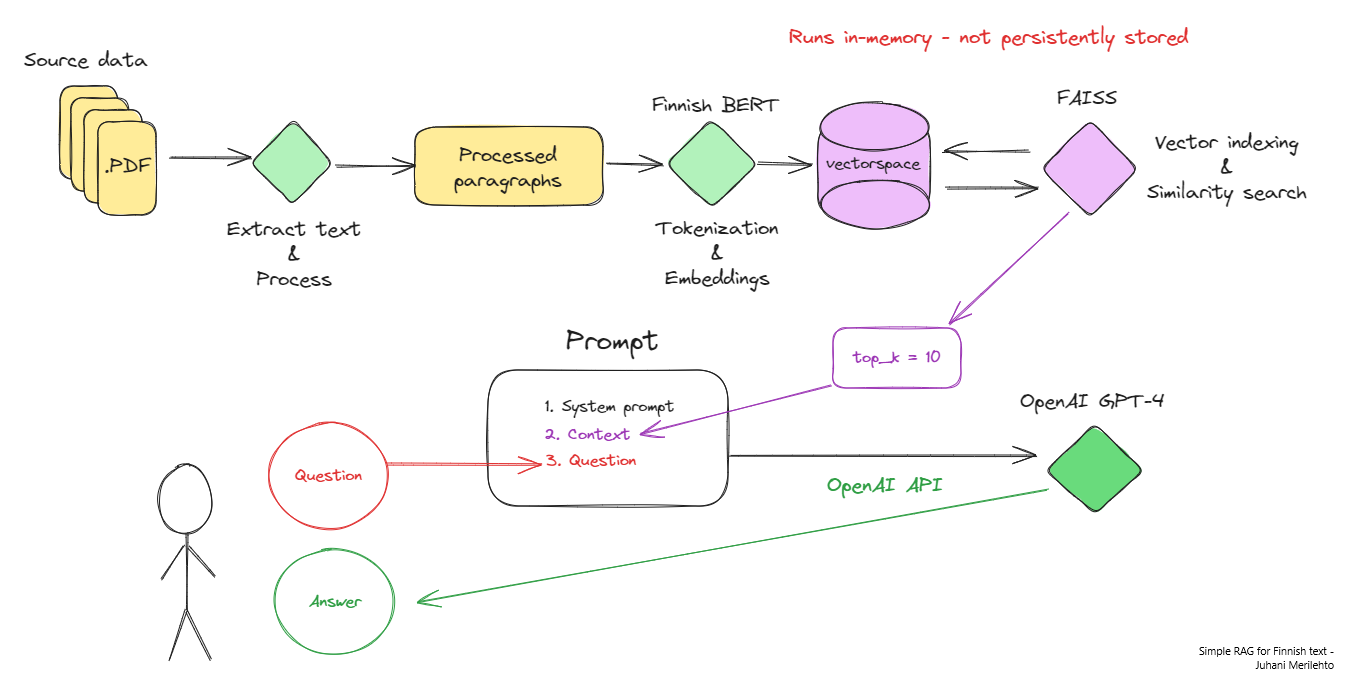 Runs in-memory - not persistently stored
Source data
.PDF
Extract text
&
Process
Processed
paragraphs
Finnish BERT
Tokenization
&
Embeddings
vectorspace
FAISS
Vector indexing
&
Similarity search
top_k = 10
Prompt
1. System prompt
2. Context
3. Question
Question
OpenAI GPT-4
OpenAI API
Answer
Simple RAG for Finnish text -
Juhani Merilehto